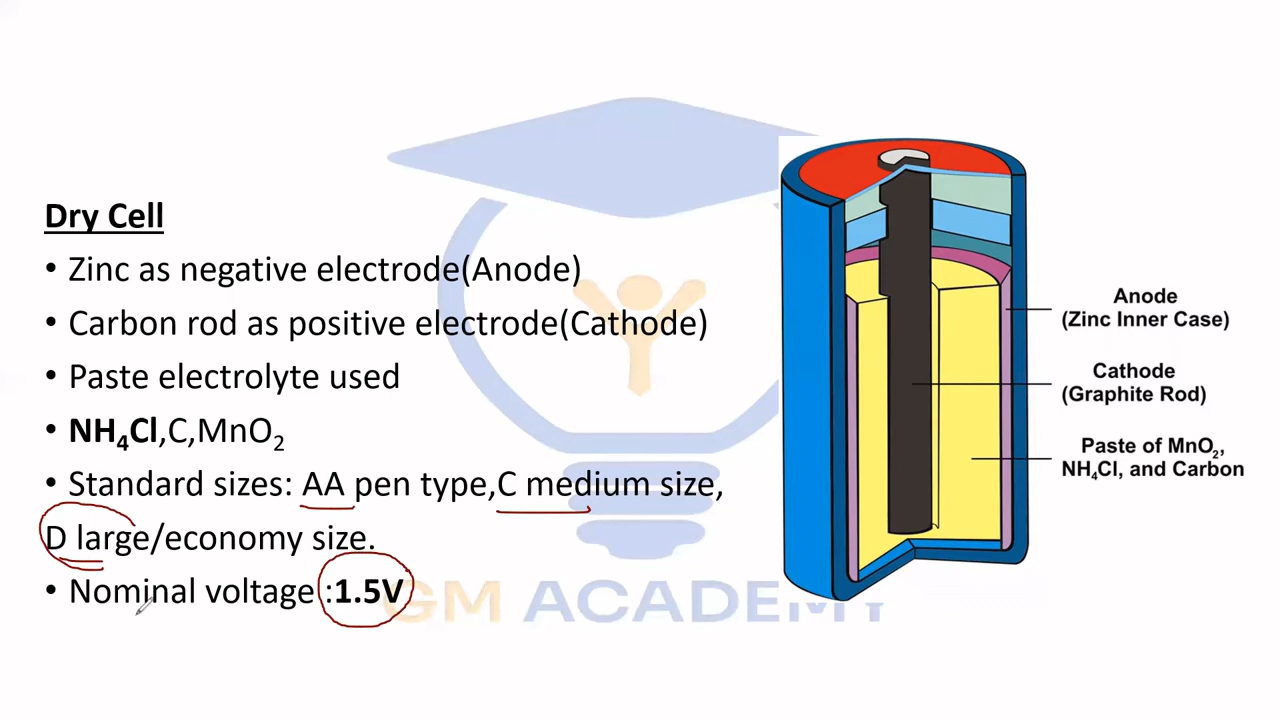 Dry Cell
• Zinc as negative electrode(Anode)
• Carbon rod as positive electrode(Cathode)
• Paste electrolyte used
• NH₄Cl,C,MnO₂
• Standard sizes: AA pen type,C medium size,
D large/economy size.
• Nominal voltage :1.5V
GM ACADEMY
Anode
(Zinc Inner Case)
Cathode
(Graphite Rod)
Paste of MnO₂,
NH₄Cl, and Carbon